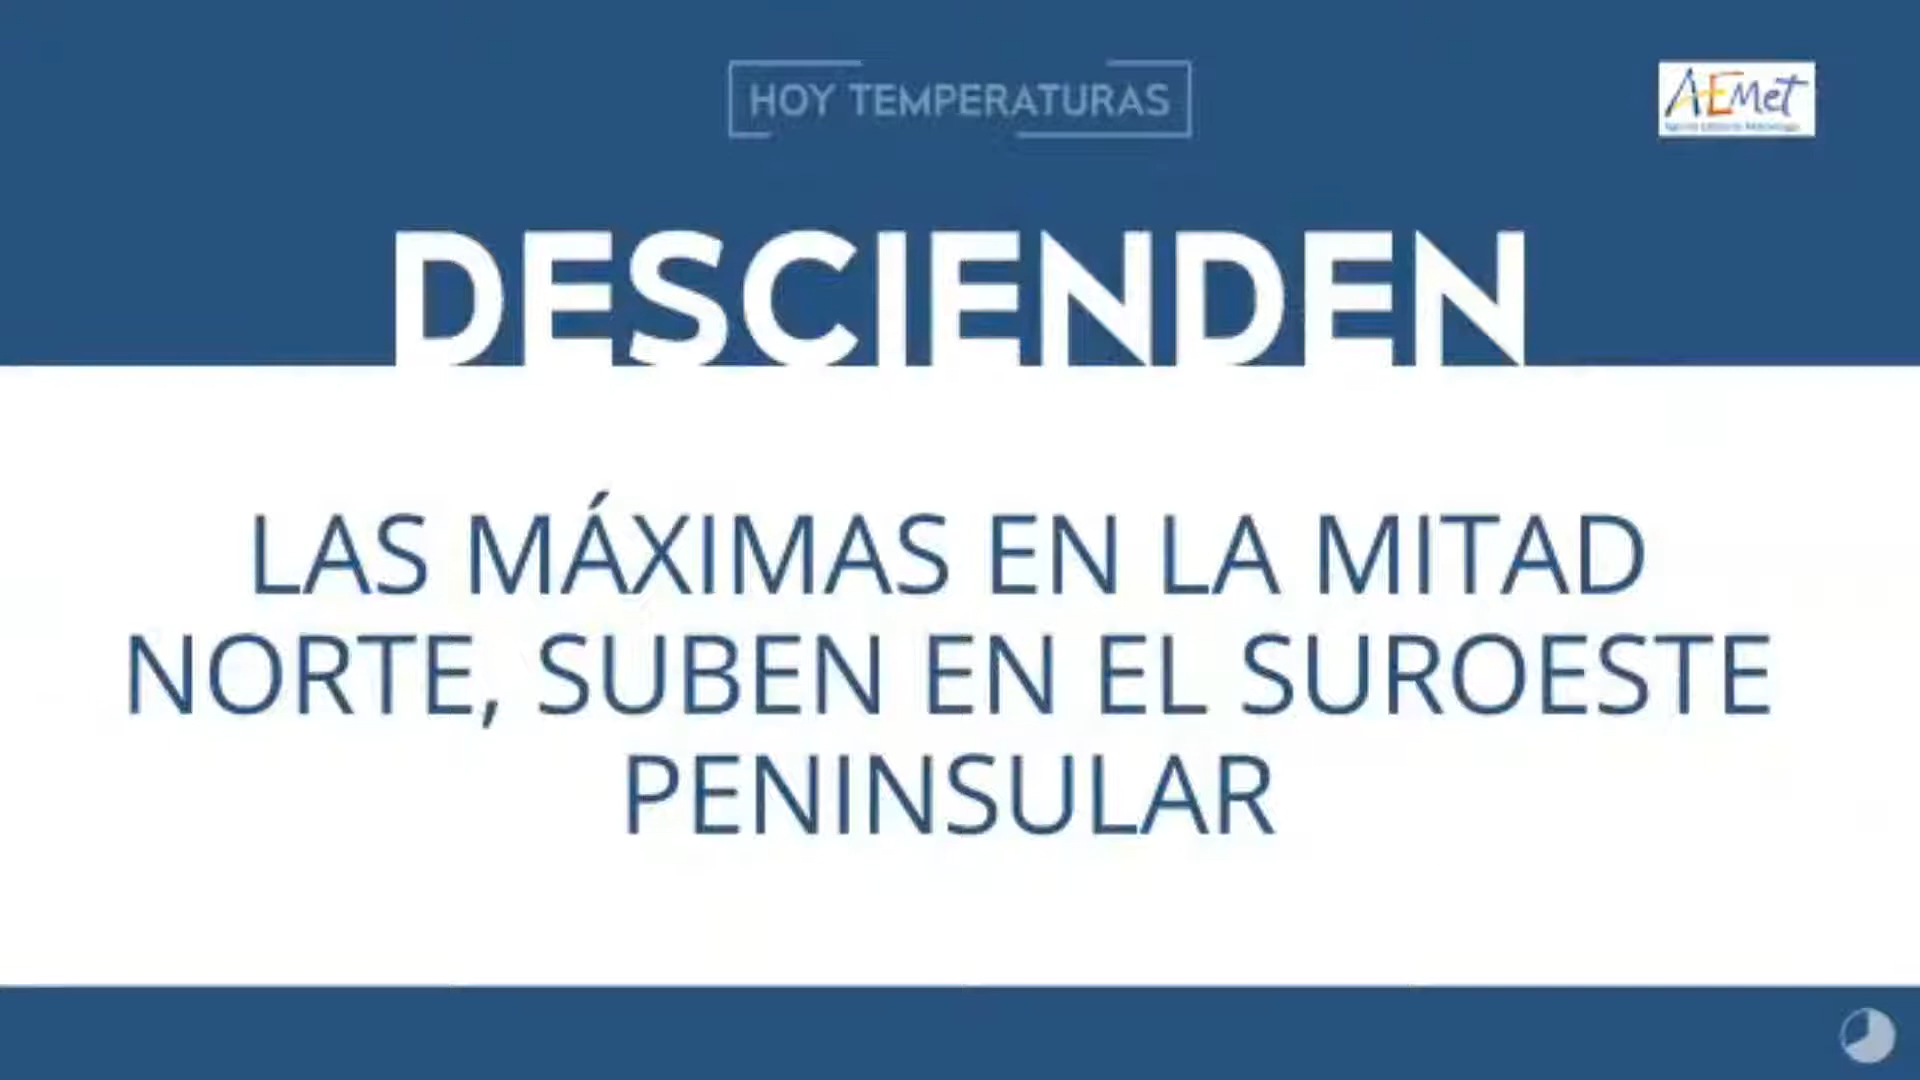 HOY TEMPERATURAS
AEMet
DESCIENDEN
LAS MÁXIMAS EN LA MITAD
NORTE, SUBEN EN EL SUROESTE
PENINSULAR